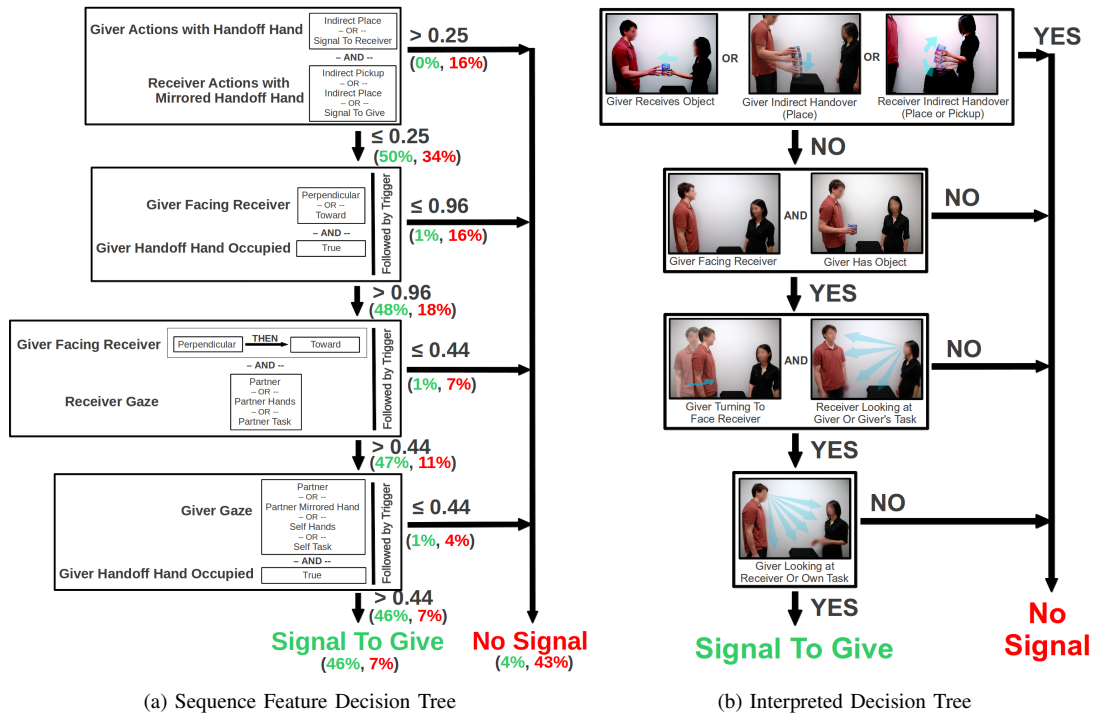 Giver Actions with Handoff Hand
Indirect Place
– OR --
Signal To Receiver
– AND --
Receiver Actions with
Mirrored Handoff Hand
Indirect Pickup
– OR --
Indirect Place
– OR --
Signal To Give
> 0.25
(0%, 16%)
≤ 0.25
(50%, 34%)
Giver Facing Receiver
Perpendicular
– OR --
Toward
– AND --
Giver Handoff Hand Occupied
True
Followed by Trigger
≤ 0.96
(1%, 16%)
> 0.96
(48%, 18%)
Giver Facing Receiver
Perpendicular
THEN
Toward
– AND --
Receiver Gaze
Partner
– OR --
Partner Hands
– OR --
Partner Task
Followed by Trigger
≤ 0.44
(1%, 7%)
> 0.44
(47%, 11%)
Giver Gaze
Partner
– OR --
Partner Mirrored Hand
– OR --
Self Hands
– OR --
Self Task
– AND --
Giver Handoff Hand Occupied
True
Followed by Trigger
≤ 0.44
(1%, 4%)
> 0.44
(46%, 7%)
Signal To Give
(46%, 7%)
No Signal
(4%, 43%)
(a) Sequence Feature Decision Tree
Giver Receives Object
OR
Giver Indirect Handover
(Place)
OR
Receiver Indirect Handover
(Place or Pickup)
YES
NO
Giver Facing Receiver
AND
Giver Has Object
NO
YES
Giver Turning To
Face Receiver
AND
Receiver Looking at
Giver Or Giver's Task
NO
YES
Giver Looking at
Receiver Or Own Task
NO
YES
Signal To Give
No
Signal
(b) Interpreted Decision Tree